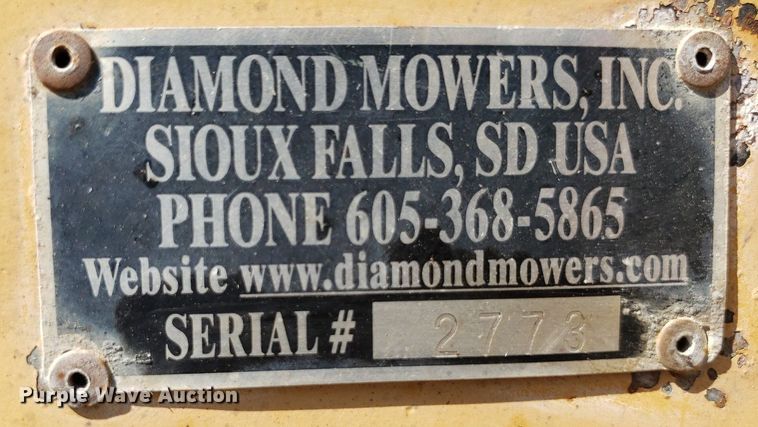 DIAMOND MOWERS, INC.
SIOUX FALLS, SD USA
PHONE 605-368-5865
Website www.diamondmowers.com
SERIAL # 2773
Purple Wave Auction